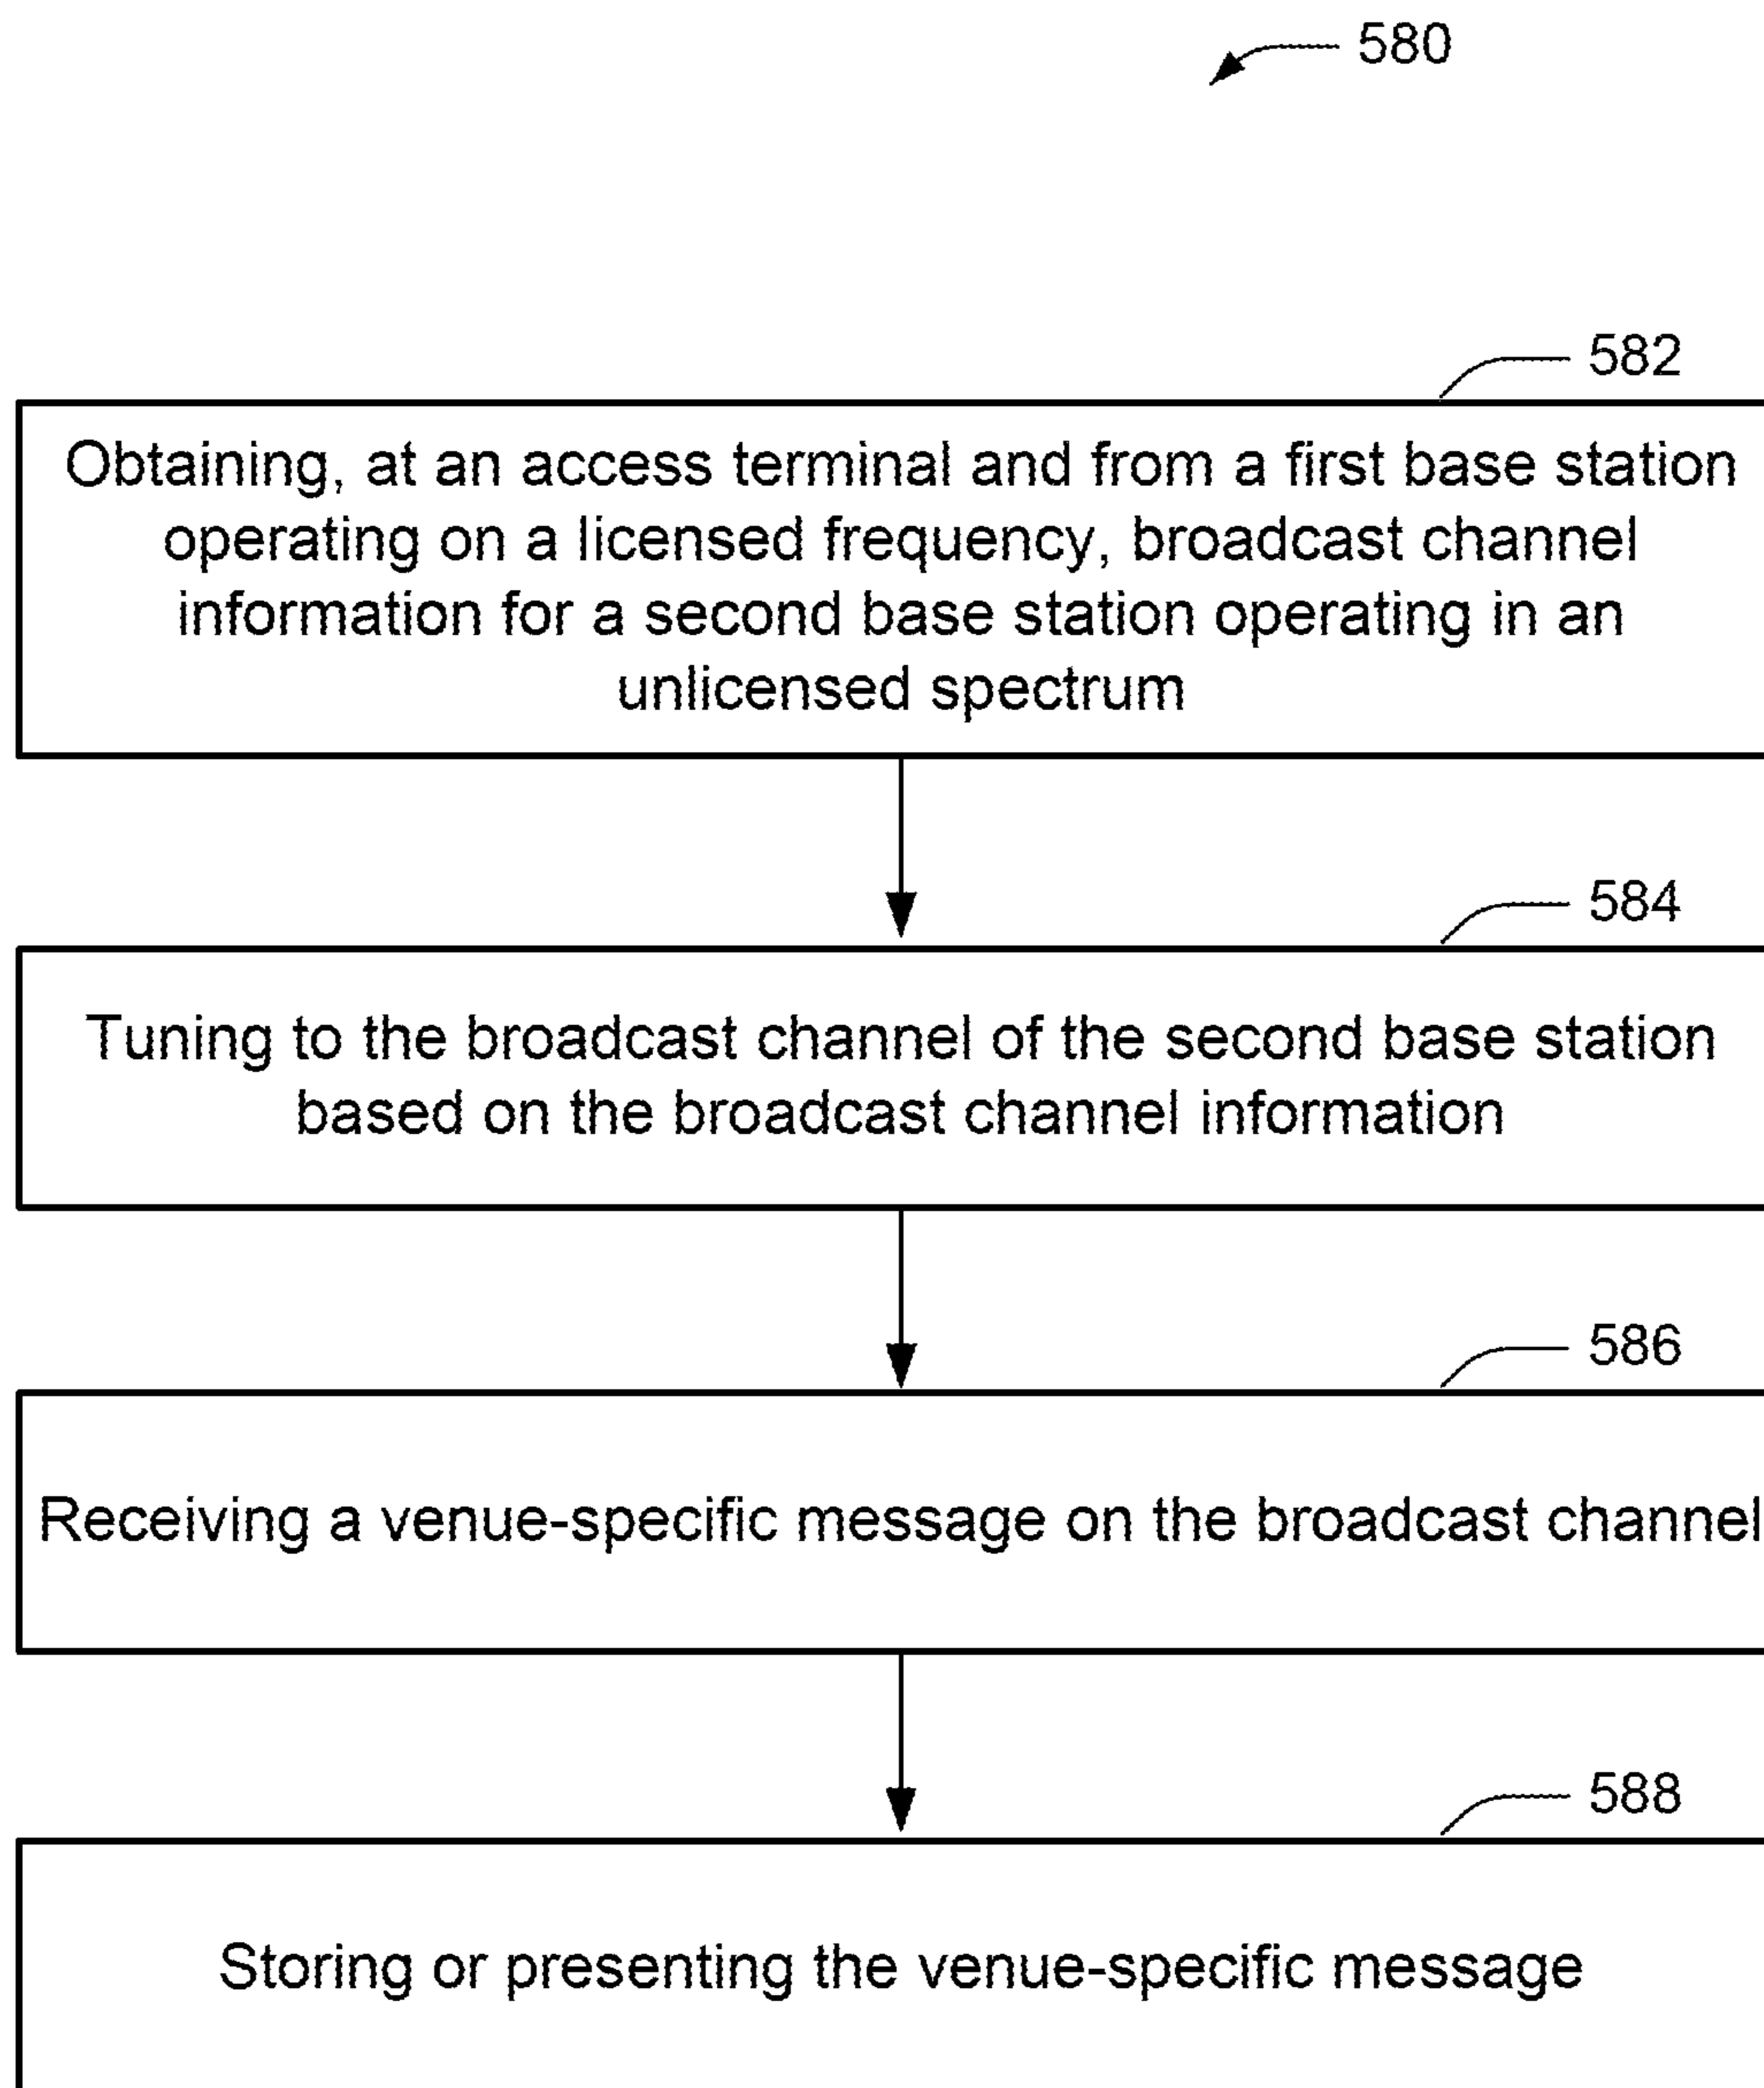 580
582
Obtaining, at an access terminal and from a first base station
operating on a licensed frequency, broadcast channel
information for a second base station operating in an
unlicensed spectrum
584
Tuning to the broadcast channel of the second base station
based on the broadcast channel information
586
Receiving a venue-specific message on the broadcast channel
588
Storing or presenting the venue-specific message